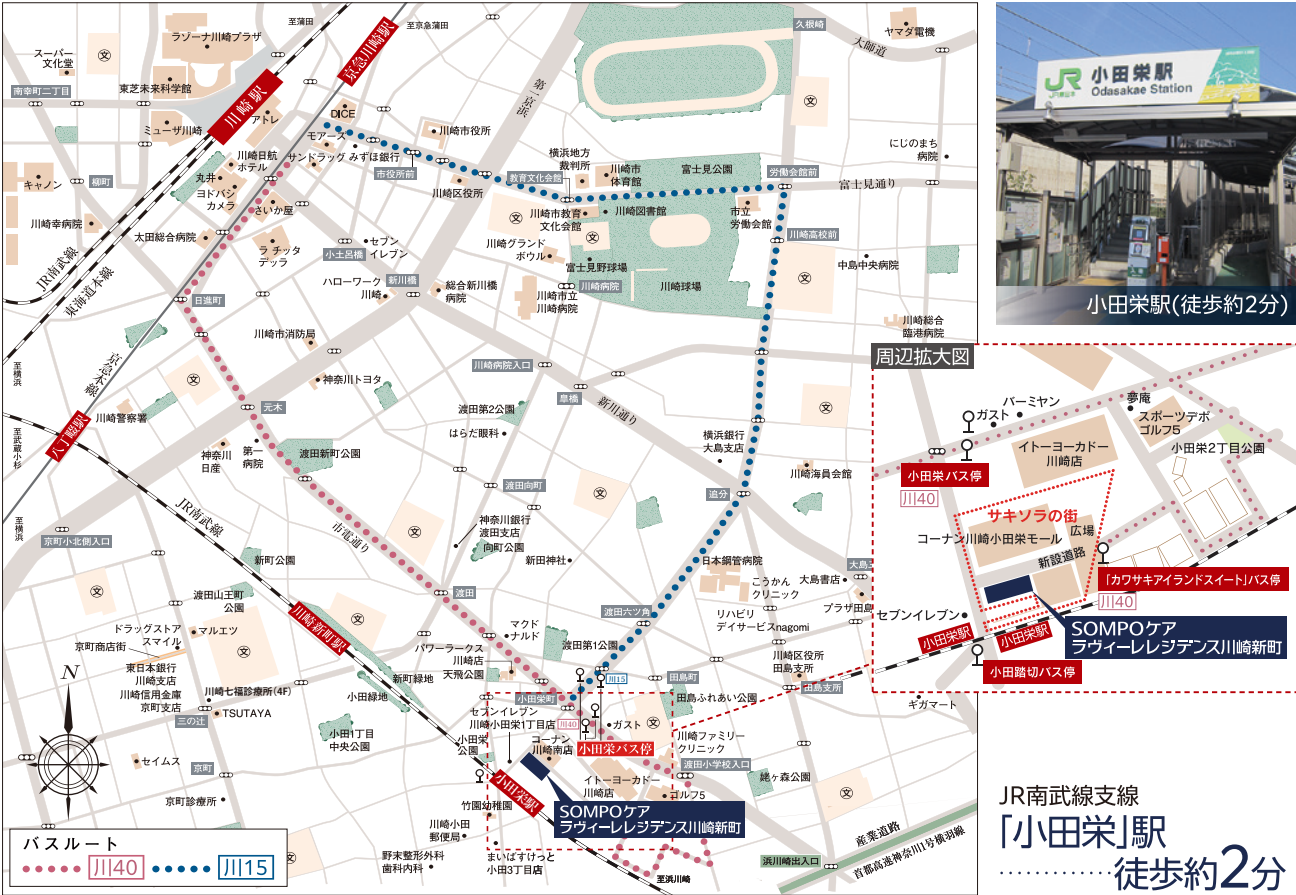 至蒲田
至京急蒲田
ラゾーナ川崎プラザ
京急川崎駅
久根崎
ヤマダ電機
大師道
スーパー
文化堂
東芝未来科学館
南幸町二丁目
川崎駅
アトレ
DICE
第一京浜
ミューザ川崎
モアーズ
川崎市役所
サンドラッグ
みずほ銀行
市役所前
川崎区役所
教育文化会館
横浜地方
裁判所
川崎市
体育館
富士見公園
労働会館前
富士見通り
にじのまち
病院
キヤノン
柳町
川崎日航
ホテル
丸井
ヨドバシ
カメラ
さいか屋
川崎幸病院
太田総合病院
ラ チッタ
デッラ
小土呂橋
セブン
イレブン
川崎市教育
文化会館
川崎図書館
市立
労働会館
川崎高校前
川崎グランド
ボウル
富士見野球場
川崎病院
川崎球場
中島中央病院
JR南武線
東海道本線
日進町
ハローワーク
川崎
新川橋
総合新川橋
病院
川崎市立
川崎病院
川崎総合
臨港病院
川崎市消防局
至横浜
京急本線
神奈川トヨタ
川崎病院入口
皐橋
新川通り
八丁畷駅
川崎警察署
元木
渡田第2公園
はらだ眼科
至武蔵小杉
神奈川
日産
第一
病院
渡田新町公園
横浜銀行
大島支店
川崎海員会館
至横浜
JR南武線
市電通り
渡田向町
追分
京町小北側入口
神奈川銀行
渡田支店
向町公園
新田神社
日本鋼管病院
新町公園
こうかん
クリニック
大島書店
プラザ田島
渡田山王町
公園
渡田
渡田六ツ角
リハビリ
デイサービスnagomi
川崎新町駅
ドラッグストア
スマイル
マルエツ
京町商店街
東日本銀行
川崎支店
川崎信用金庫
京町支店
川崎七福診療所(4F)
三の辻
TSUTAYA
マクド
ナルド
渡田第1公園
パワーラークス
川崎店
天飛公園
川崎区役所
田島支所
田島支所
新町緑地
小田緑地
小田栄町
川15
田島町
田島ふれあい公園
セブンイレブン
川崎小田栄1丁目店
川40
ガスト
小田1丁目
中央公園
小田栄
公園
コーナン
川崎南店
小田栄バス停
川崎ファミリー
クリニック
渡田小学校入口
セイムス
京町
イトーヨーカドー
川崎店
ゴルフ5
姥ヶ森公園
小田栄駅
京町診療所
竹園幼稚園
SOMPOケア
ラヴィーレレジデンス川崎新町
川崎小田
郵便局
産業道路
首都高速神奈川1号横羽線
浜川崎出入口
野末整形外科
歯科内科
まいばすけっと
小田3丁目店
至浜川崎
N
バスルート
川40
川15
JR
JR東日本
小田栄駅
Odasakae Station
小田栄駅(徒歩約2分)
周辺拡大図
バーミヤン
夢庵
ガスト
スポーツデポ
ゴルフ5
イトーヨーカドー
川崎店
小田栄2丁目公園
小田栄バス停
川40
サキソラの街
コーナン川崎小田栄モール
広場
新設道路
「カワサキアイランドスイート」バス停
川40
セブンイレブン
小田栄駅
小田栄駅
SOMPOケア
ラヴィーレレジデンス川崎新町
小田踏切バス停
ギガマート
JR南武線支線
「小田栄」駅
徒歩約2分